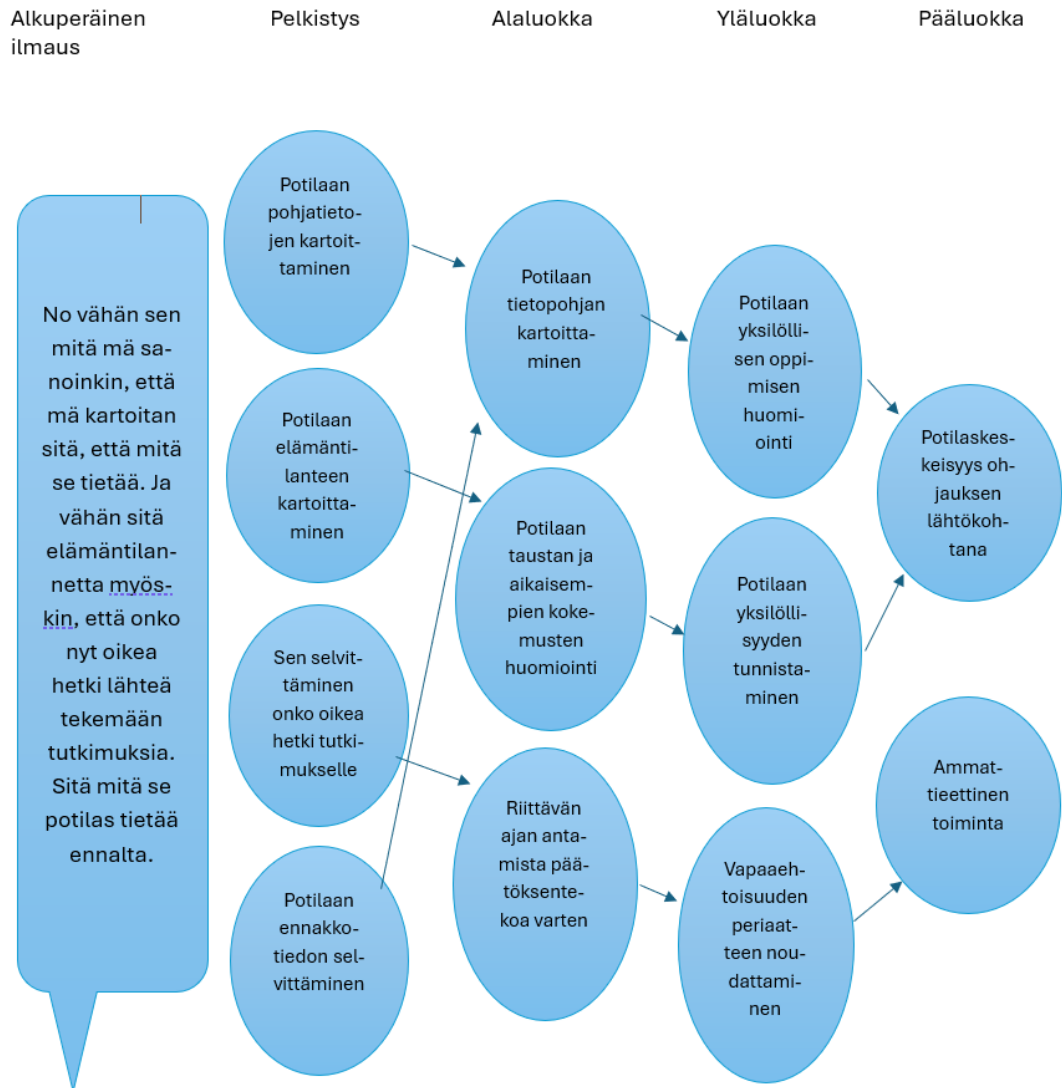 Alkuperäinen
ilmaus
Pelkistys
Alaluokka
Yläluokka
Pääluokka
No vähän sen
mitä mä sa-
noinkin, että
mä kartoitan
sitä, että mitä
se tietää. Ja
vähän sitä
elämäntilan-
netta myös-
kin, että onko
nyt oikea
hetki lähteä
tekemään
tutkimuksia.
Sitä mitä se
potilas tietää
ennalta.
Potilaan
pohjatieto-
jen kartoit-
taminen
Potilaan
elämänti-
lanteen
kartoitta-
minen
Sen selvit-
täminen
onko oikea
hetki tutki-
mukselle
Potilaan
ennakko-
tiedon sel-
vittäminen
Potilaan
tietopohjan
kartoitta-
minen
Potilaan
taustan ja
aikaisem-
pien koke-
musten
huomiointi
Riittävän
ajan anta-
mista pää-
töksente-
koa varten
Potilaan
yksilölli-
sen oppi-
misen
huomi-
ointi
Potilaan
yksilölli-
syyden
tunnista-
minen
Vapaaeh-
toisuuden
periaat-
teen nou-
dattami-
nen
Potilaskes-
keisyys oh-
jauksen
lähtökoh-
tana
Ammat-
tieettinen
toiminta